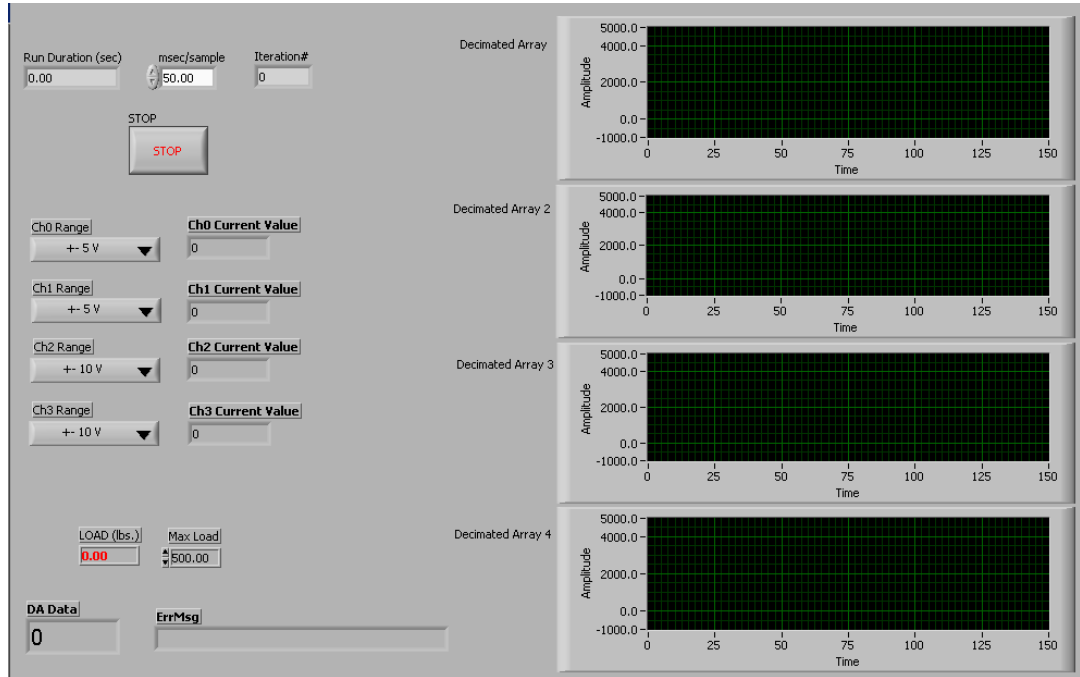 Run Duration (sec) msec/sample Iteration#
0.00 50.00 0
STOP
STOP
Ch0 Range Ch0 Current Value
+- 5 V 0
Ch1 Range Ch1 Current Value
+- 5 V 0
Ch2 Range Ch2 Current Value
+- 10 V 0
Ch3 Range Ch3 Current Value
+- 10 V 0
LOAD (lbs.) Max Load
0.00 500.00
DA Data ErrMsg
0
Decimated Array
5000.0
4000.0
2000.0
0.0
-1000.0
Amplitude
0 25 50 75 100 125 150
Time
Decimated Array 2
5000.0
4000.0
2000.0
0.0
-1000.0
Amplitude
0 25 50 75 100 125 150
Time
Decimated Array 3
5000.0
4000.0
2000.0
0.0
-1000.0
Amplitude
0 25 50 75 100 125 150
Time
Decimated Array 4
5000.0
4000.0
2000.0
0.0
-1000.0
Amplitude
0 25 50 75 100 125 150
Time